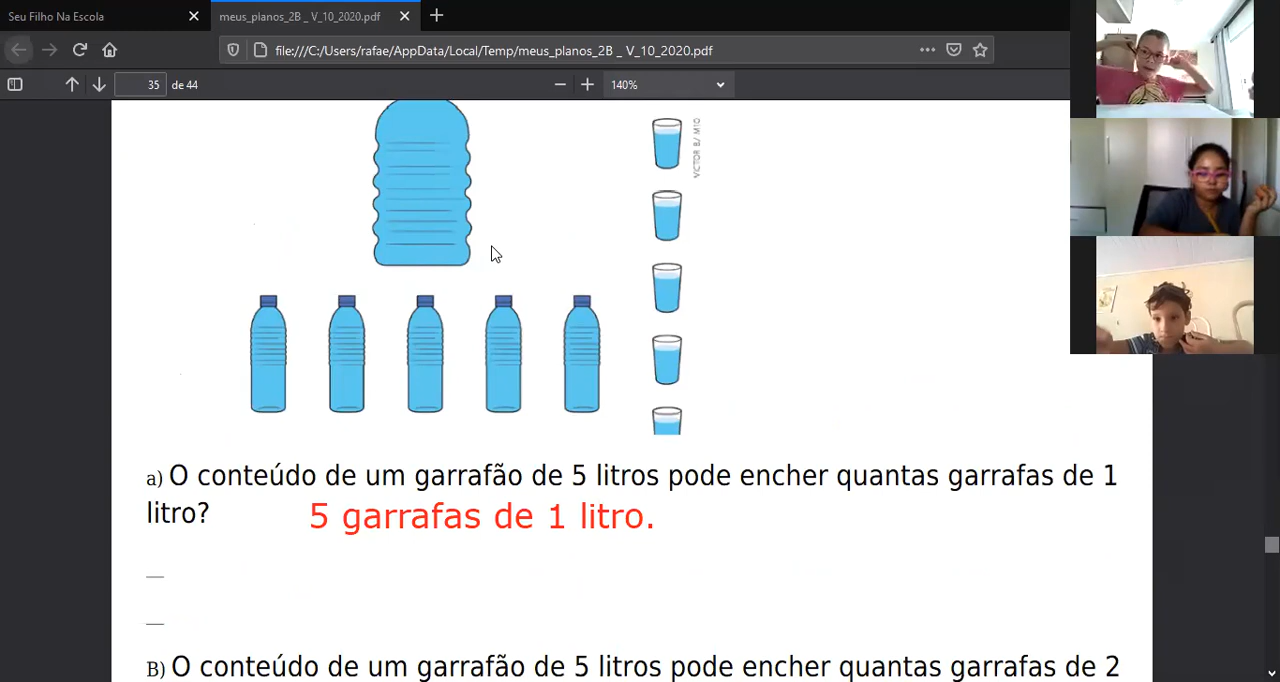 Seu Filho Na Escola
meus_planos_2B _ V_10_2020.pdf
file:///C:/Users/rafae/AppData/Local/Temp/meus_planos_2B _ V_10_2020.pdf
35 de 44
140%
VICTOR B/ M10
a) O conteúdo de um garrafão de 5 litros pode encher quantas garrafas de 1
litro?
5 garrafas de 1 litro.
B) O conteúdo de um garrafão de 5 litros pode encher quantas garrafas de 2